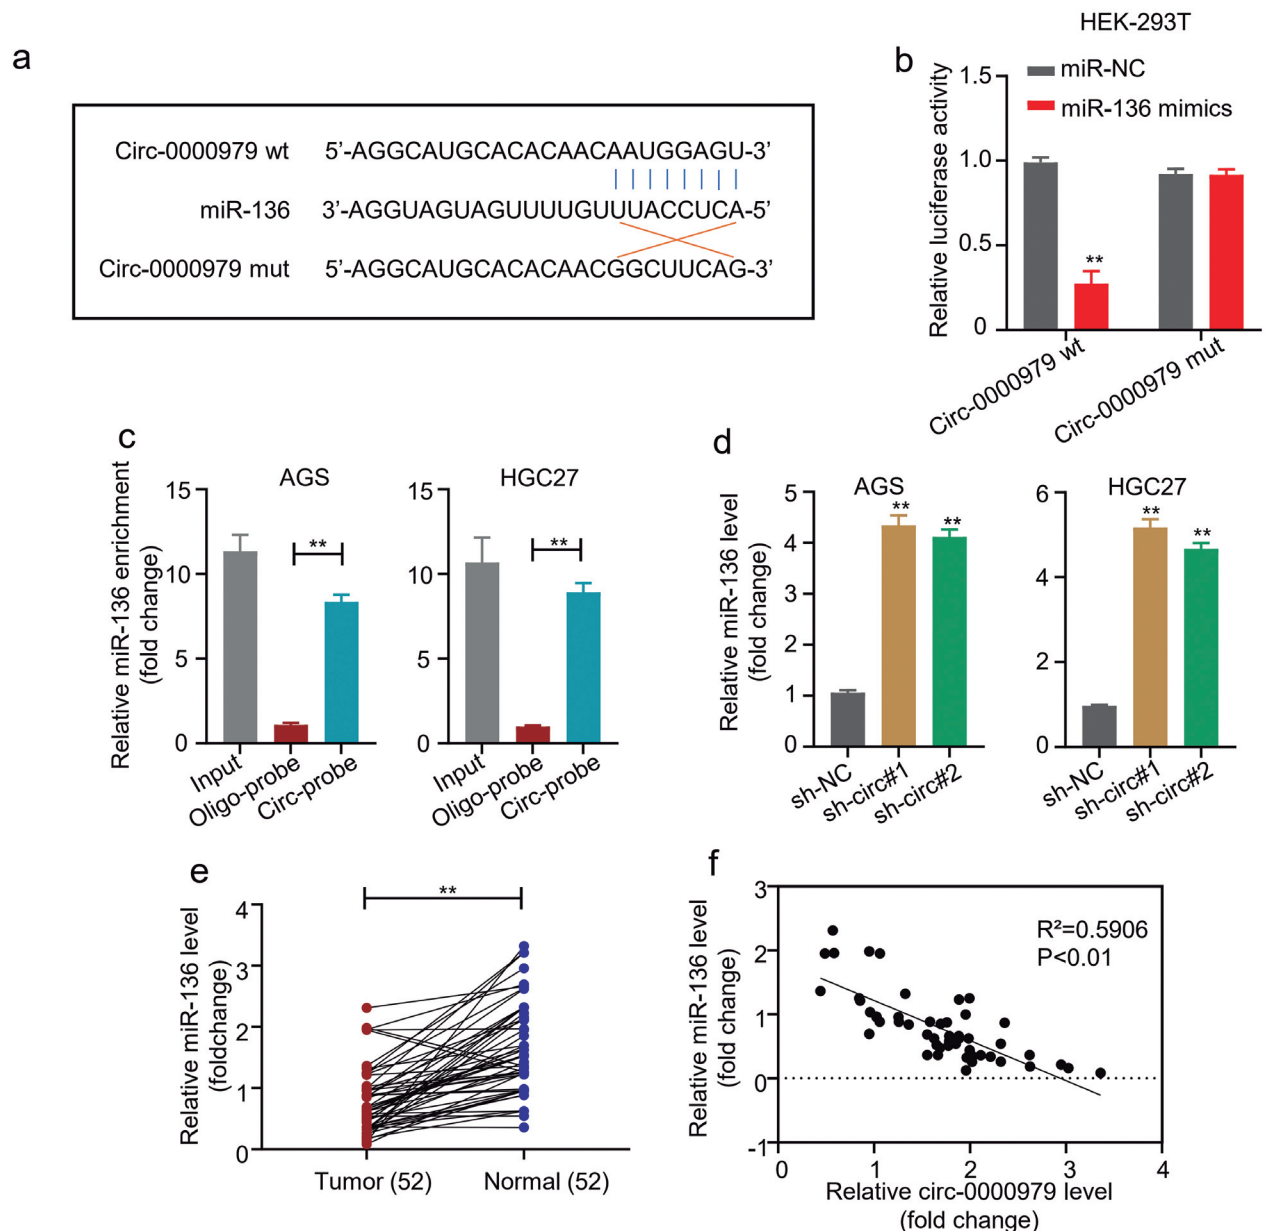 a
Circ-0000979 wt 5’-AGGCAUGCACACAACAAUGGAGU-3’
miR-136 3’-AGGUAGUAGUUUUGUUUACCUCA-5’
Circ-0000979 mut 5’-AGGCAUGCACACAACGGCUUCAG-3’
b
HEK-293T
miR-NC
miR-136 mimics
Relative luciferase activity
1.5
1.0
0.5
0
**
Circ-0000979 wt
Circ-0000979 mut
c
Relative miR-136 enrichment
(fold change)
AGS
15
10
5
0
**
Input
Oligo-probe
Circ-probe
HGC27
15
10
5
0
**
Input
Oligo-probe
Circ-probe
d
Relative miR-136 level
(fold change)
AGS
5
4
3
2
1
0
**
**
sh-NC
sh-circ#1
sh-circ#2
HGC27
6
4
2
0
**
**
sh-NC
sh-circ#1
sh-circ#2
e
Relative miR-136 level
(foldchange)
4
3
2
1
0
**
Tumor (52)
Normal (52)
f
Relative miR-136 level
(fold change)
3
2
1
0
-1
R²=0.5906
P<0.01
0 1 2 3 4
Relative circ-0000979 level
(fold change)